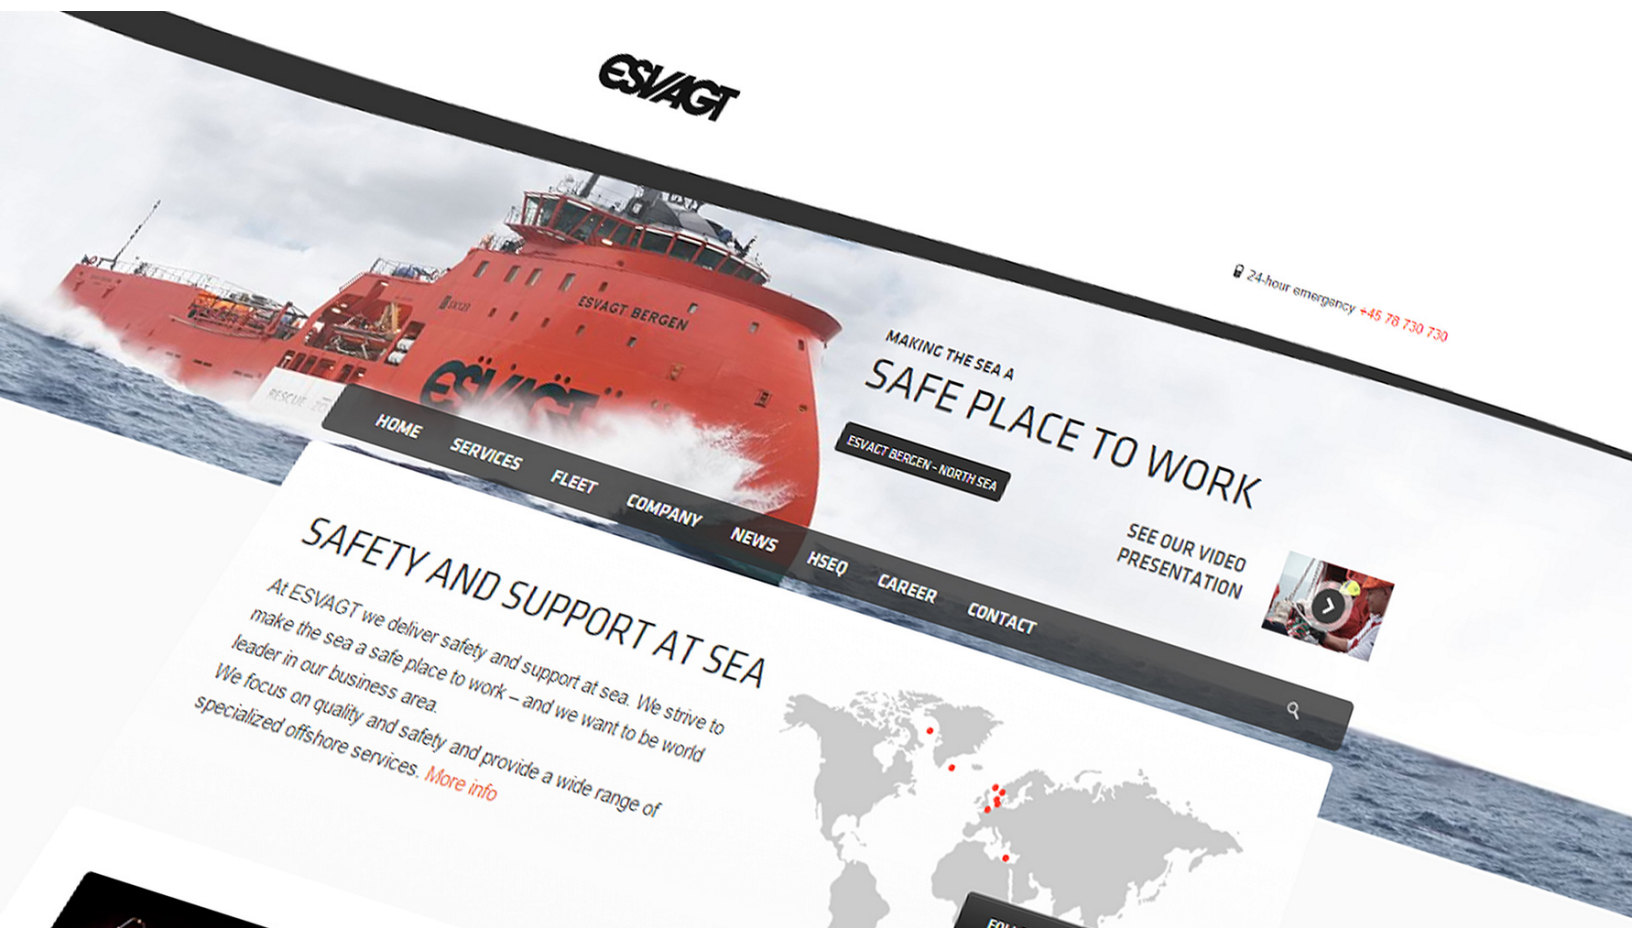 ESVAGT
24-hour emergency +45 78 730 730
ESVAGT BERGEN
ESVAGT
RESCUE
MAKING THE SEA A
SAFE PLACE TO WORK
ESVAGT BERGEN - NORTH SEA
SEE OUR VIDEO
PRESENTATION
HOME SERVICES FLEET COMPANY NEWS HSEQ CAREER CONTACT
SAFETY AND SUPPORT AT SEA
At ESVAGT we deliver safety and support at sea. We strive to
make the sea a safe place to work – and we want to be world
leader in our business area.
We focus on quality and safety and provide a wide range of
specialized offshore services. More info